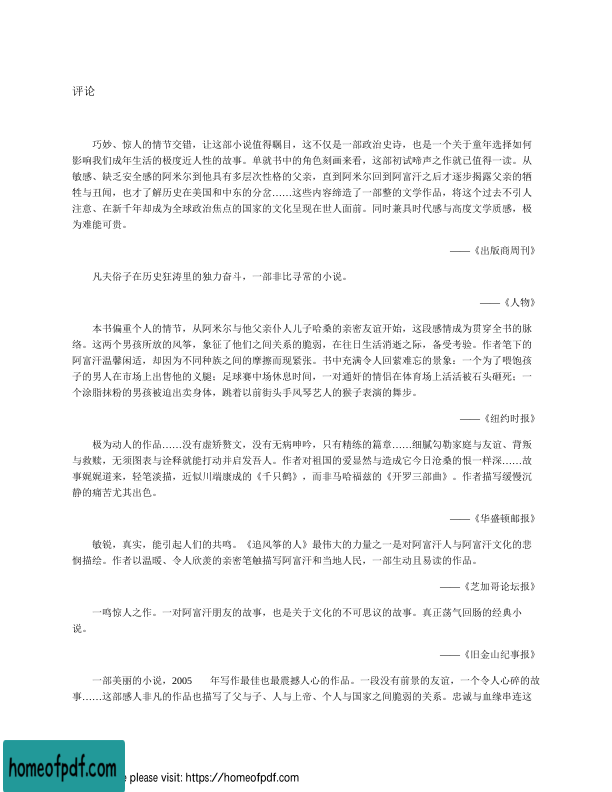 评论
巧妙、惊人的情节交错，让这部小说值得瞩目，这不仅是一部政治史诗，也是一个关于童年选择如何
影响我们成年生活的极度近人性的故事。单就书中的角色刻画来看，这部初试啼声之作就已值得一读。从
敏感、缺乏安全感的阿米尔到他具有多层次性格的父亲，直到阿米尔回到阿富汗之后才逐步揭露父亲的牺
牲与丑闻，也才了解历史在美国和中东的分岔……这些内容缔造了一部整的文学作品，将这个过去不引人
注意、在新千年却成为全球政治焦点的国家的文化呈现在世人面前。同时兼具时代感与高度文学质感，极
为难能可贵。
——《出版商周刊》
凡夫俗子在历史狂涛里的独力奋斗，一部非比寻常的小说。
——《人物》
本书偏重个人的情节，从阿米尔与他父亲仆人儿子哈桑的亲密友谊开始，这段感情成为贯穿全书的脉
络。这两个男孩所放的风筝，象征了他们之间关系的脆弱，在往日生活消逝之际，备受考验。作者笔下的
阿富汗温馨闲适，却因为不同种族之间的摩擦而现紧张。书中充满令人回萦难忘的景象：一个为了喂饱孩
子的男人在市场上出售他的义腿；足球赛中场休息时间，一对通奸的情侣在体育场上活活被石头砸死；一
个涂脂抹粉的男孩被迫出卖身体，跳着以前街头手风琴艺人的猴子表演的舞步。
——《纽约时报》
极为动人的作品……没有虚矫赘文，没有无病呻吟，只有精练的篇章……细腻勾勒家庭与友谊、背叛
与救赎，无须图表与诠释就能打动并启发吾人。作者对祖国的爱显然与造成它今日沧桑的恨一样深……故
事娓娓道来，轻笔淡描，近似川端康成的《千只鹤》，而非马哈福兹的《开罗三部曲》。作者描写缓慢沉
静的痛苦尤其出色。
——《华盛顿邮报》
敏锐，真实，能引起人们的共鸣。《追风筝的人》最伟大的力量之一是对阿富汗人与阿富汗文化的悲
悯描绘。作者以温暖、令人欣羡的亲密笔触描写阿富汗和当地人民，一部生动且易读的作品。
——《芝加哥论坛报》
一鸣惊人之作。一对阿富汗朋友的故事，也是关于文化的不可思议的故事。真正荡气回肠的经典小
说。
——《旧金山纪事报》
一部美丽的小说，2005 年写作最佳也最震撼人心的作品。一段没有前景的友谊，一个令人心碎的故
事……这部感人非凡的作品也描写了父与子、人与上帝、个人与国家之间脆弱的关系。忠诚与血缘串连这
homeofpdf.com
e please visit: https://homeofpdf.com